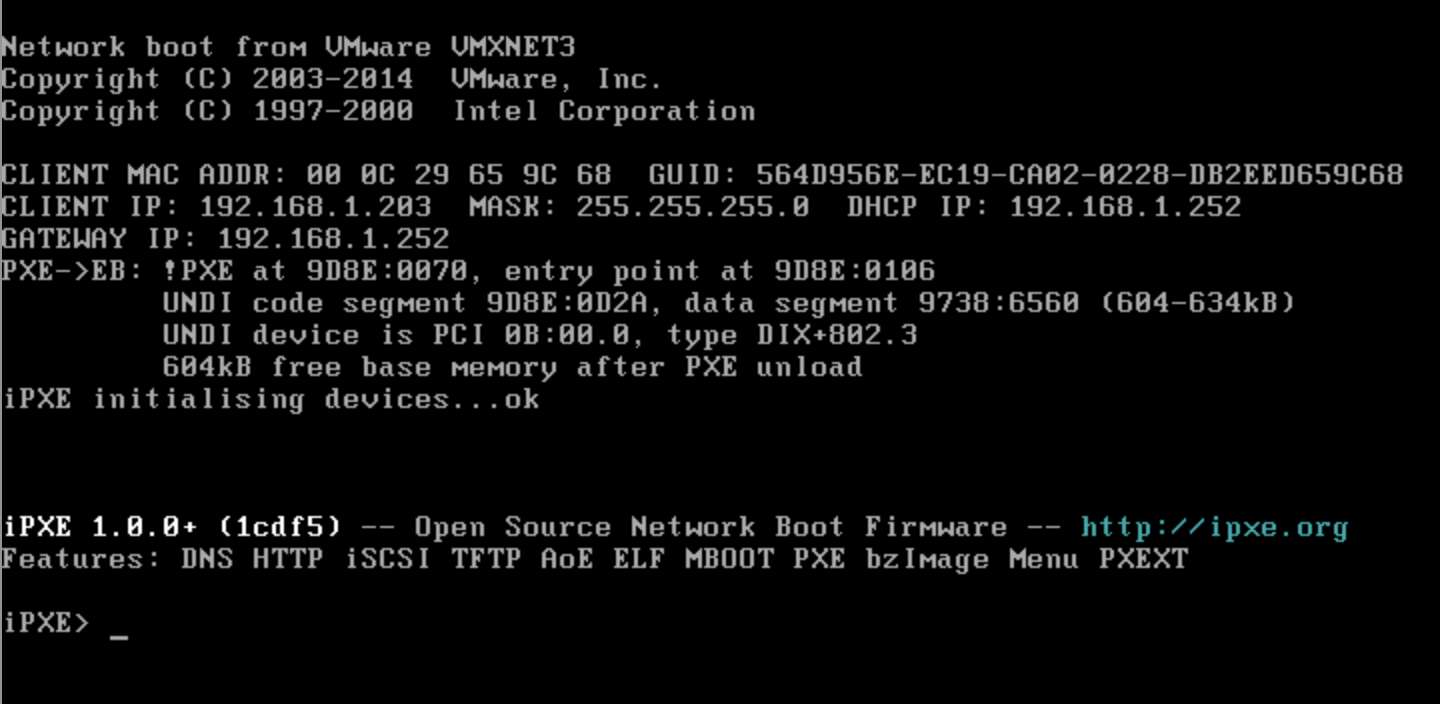 Network boot from VMware VMXNET3
Copyright (C) 2003-2014  VMware, Inc.
Copyright (C) 1997-2000  Intel Corporation
CLIENT MAC ADDR: 00 0C 29 65 9C 68  GUID: 564D956E-EC19-CA02-0228-DB2EED659C68
CLIENT IP: 192.168.1.203  MASK: 255.255.255.0  DHCP IP: 192.168.1.252
GATEWAY IP: 192.168.1.252
PXE->EB: !PXE at 9D8E:0070, entry point at 9D8E:0106
UNDI code segment 9D8E:0D2A, data segment 9738:6560 (604-634kB)
UNDI device is PCI 0B:00.0, type DIX+802.3
604kB free base memory after PXE unload
iPXE initialising devices...ok
iPXE 1.0.0+ (1cdf5) -- Open Source Network Boot Firmware -- http://ipxe.org
Features: DNS HTTP iSCSI TFTP AoE ELF MBOOT PXE bzImage Menu PXEXT
iPXE> _